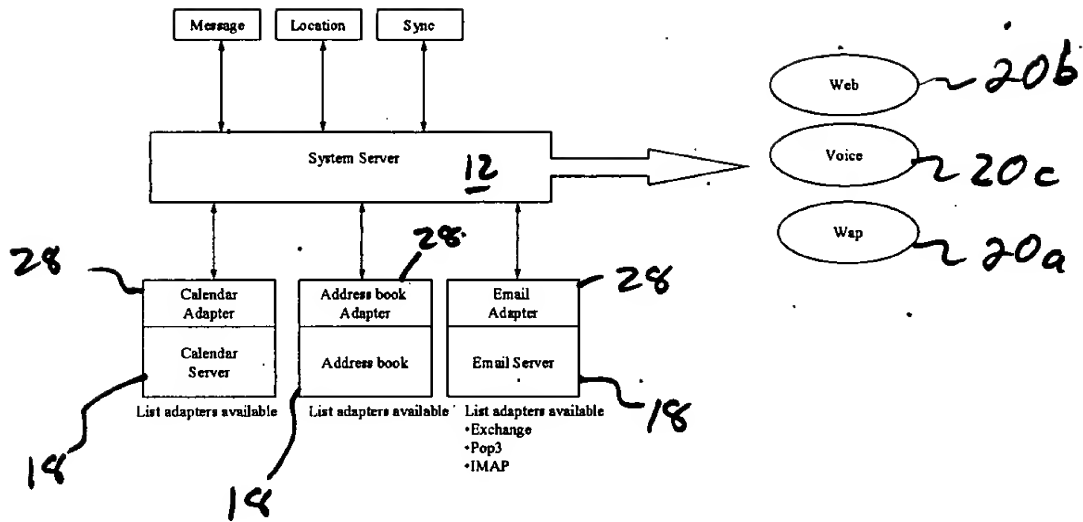 Message Location Sync
Web 20b
System Server
12
Voice 20c
Wap 20a
28 28 28
Calendar
Adapter
Address book
Adapter
Email
Adapter
Calendar
Server
Address book
Email Server
List adapters available
List adapters available
List adapters available
•Exchange
•Pop3
•IMAP
18 18 18